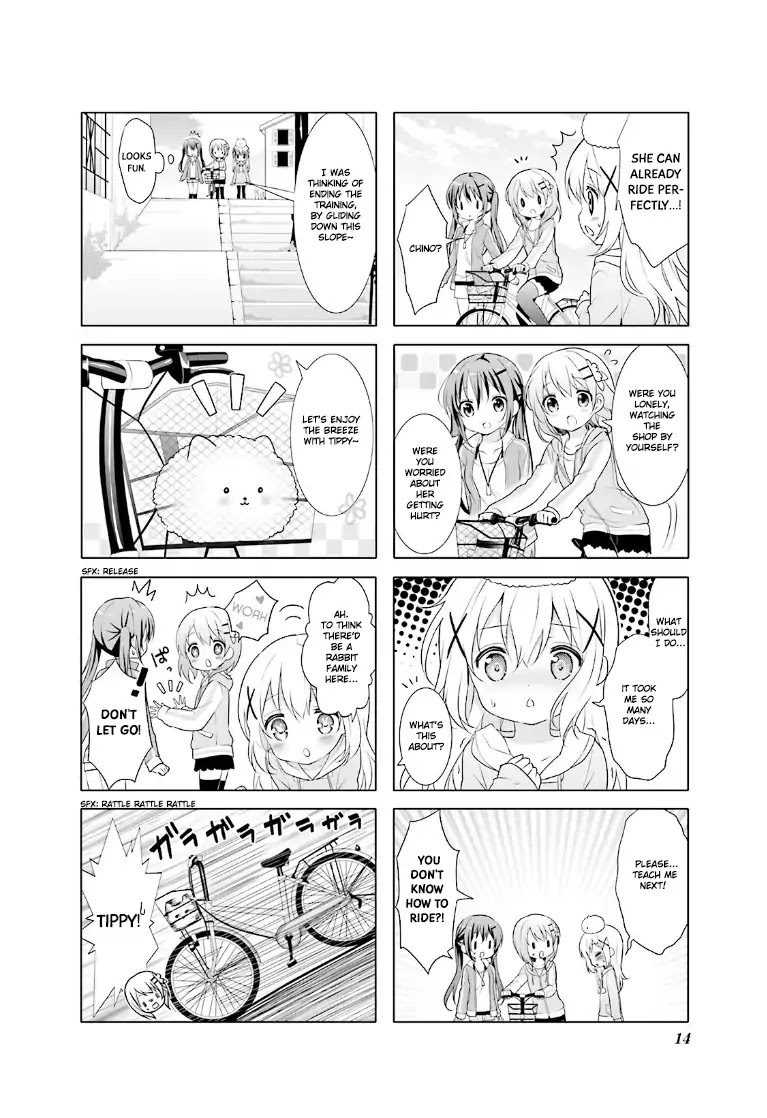 SHE CAN
ALREADY
RIDE PER-
FECTLY...!
CHINO?
WERE YOU
LONELY,
WATCHING
THE
SHOP BY
YOURSELF?
WERE
YOU
WORRIED
ABOUT
HER
GETTING
HURT?
WHAT
SHOULD
I DO...
IT TOOK
ME SO
MANY
DAYS...
WHAT'S
THIS
ABOUT?
PLEASE...
TEACH ME
NEXT!
YOU
DON'T
KNOW
HOW TO
RIDE?!
I WAS
THINKING OF
ENDING THE
TRAINING,
BY GLIDING
DOWN THIS
SLOPE~
LOOKS
FUN.
LET'S ENJOY
THE BREEZE
WITH TIPPY~
SFX: RELEASE
AH.
TO THINK
THERE'D
BE A
RABBIT
FAMILY
HERE...
WOAH
ぱっ
DON'T
LET GO!
SFX: RATTLE RATTLE RATTLE
ガラガラガラガラ
TIPPY!
14